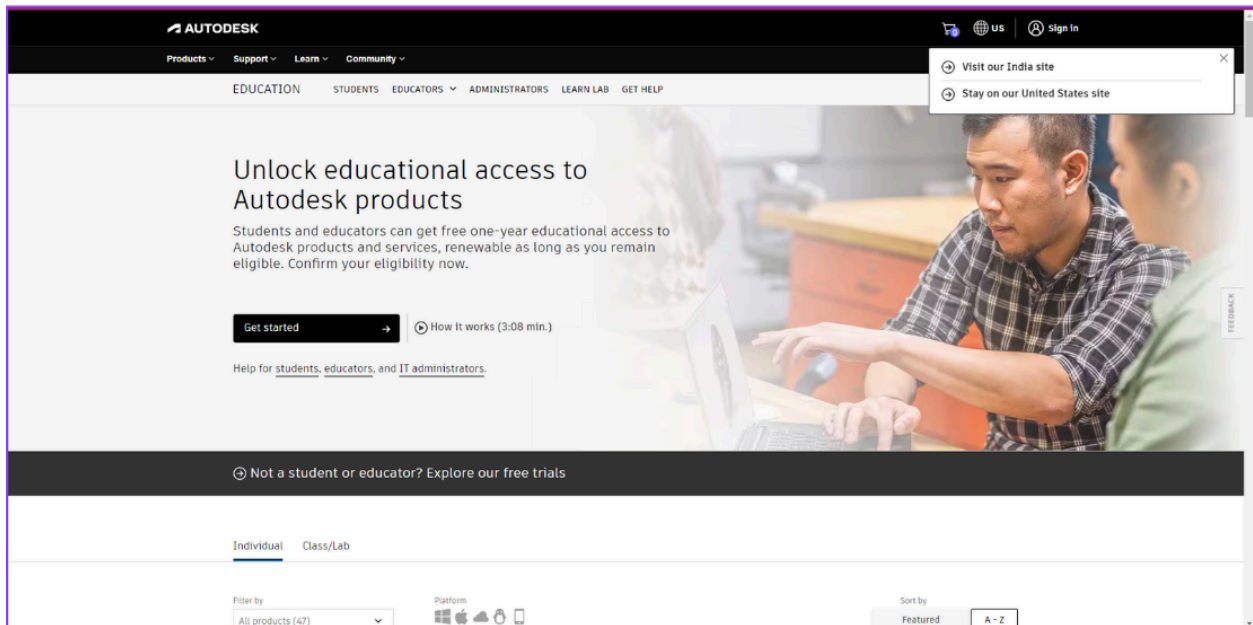 AUTODESK
0
US
Sign in
Products
Support
Learn
Community
Visit our India site
Stay on our United States site
EDUCATION
STUDENTS
EDUCATORS
ADMINISTRATORS
LEARN LAB
GET HELP
Unlock educational access to
Autodesk products
Students and educators can get free one-year educational access to
Autodesk products and services, renewable as long as you remain
eligible. Confirm your eligibility now.
Get started
How it works (3:08 min.)
Help for students, educators, and IT administrators.
FEEDBACK
Not a student or educator? Explore our free trials
Individual
Class/Lab
Filter by
Platform
Sort by
All products (47)
Featured
A - Z